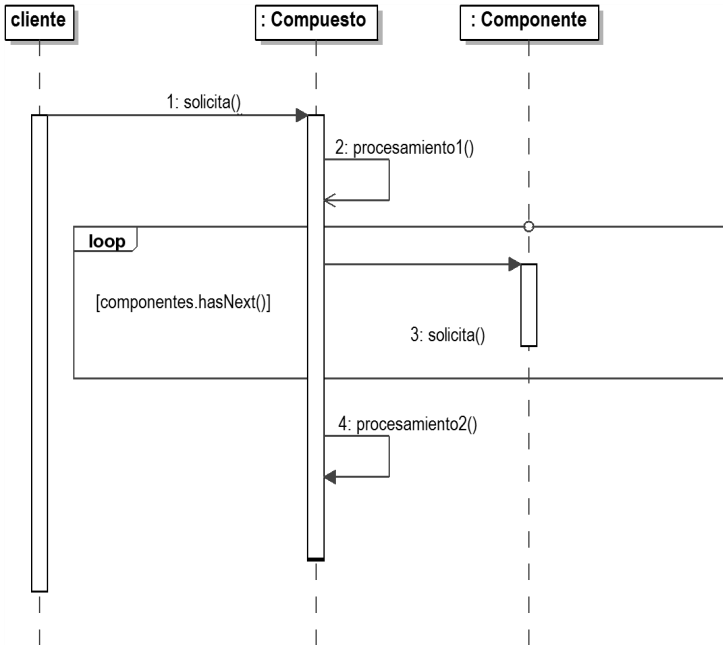 cliente
: Compuesto
: Componente
1: solicita()
2: procesamiento1()
loop
[componentes.hasNext()]
3: solicita()
4: procesamiento2()